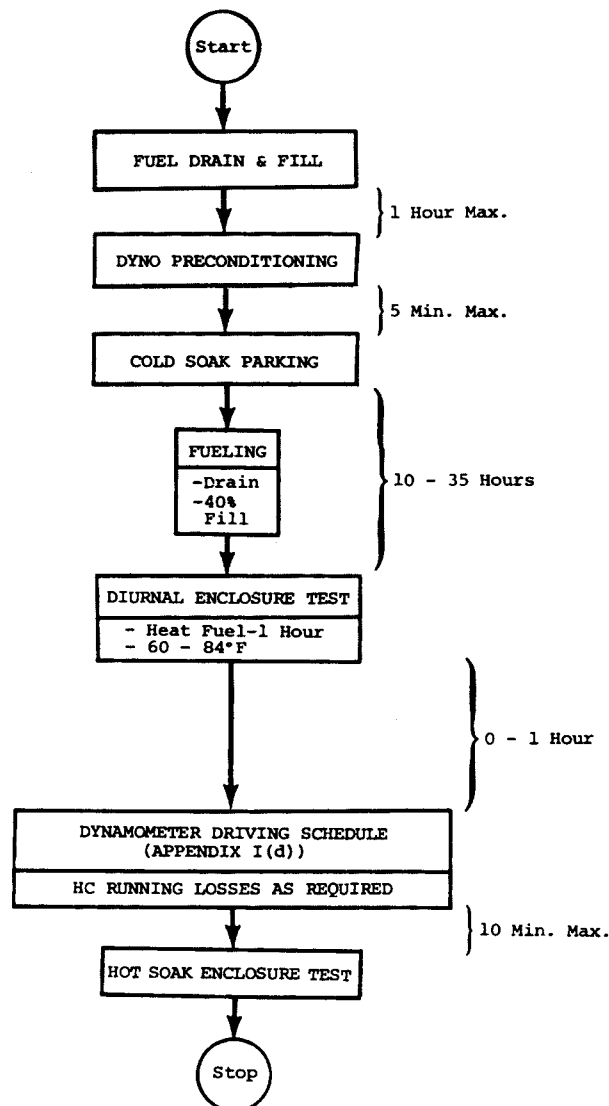 Start
FUEL DRAIN & FILL
1 Hour Max.
DYNO PRECONDITIONING
5 Min. Max.
COLD SOAK PARKING
FUELING
-Drain
-40%
Fill
10 - 35 Hours
DIURNAL ENCLOSURE TEST
- Heat Fuel-1 Hour
- 60 - 84°F
0 - 1 Hour
DYNAMOMETER DRIVING SCHEDULE
(APPENDIX I(d))
HC RUNNING LOSSES AS REQUIRED
10 Min. Max.
HOT SOAK ENCLOSURE TEST
Stop